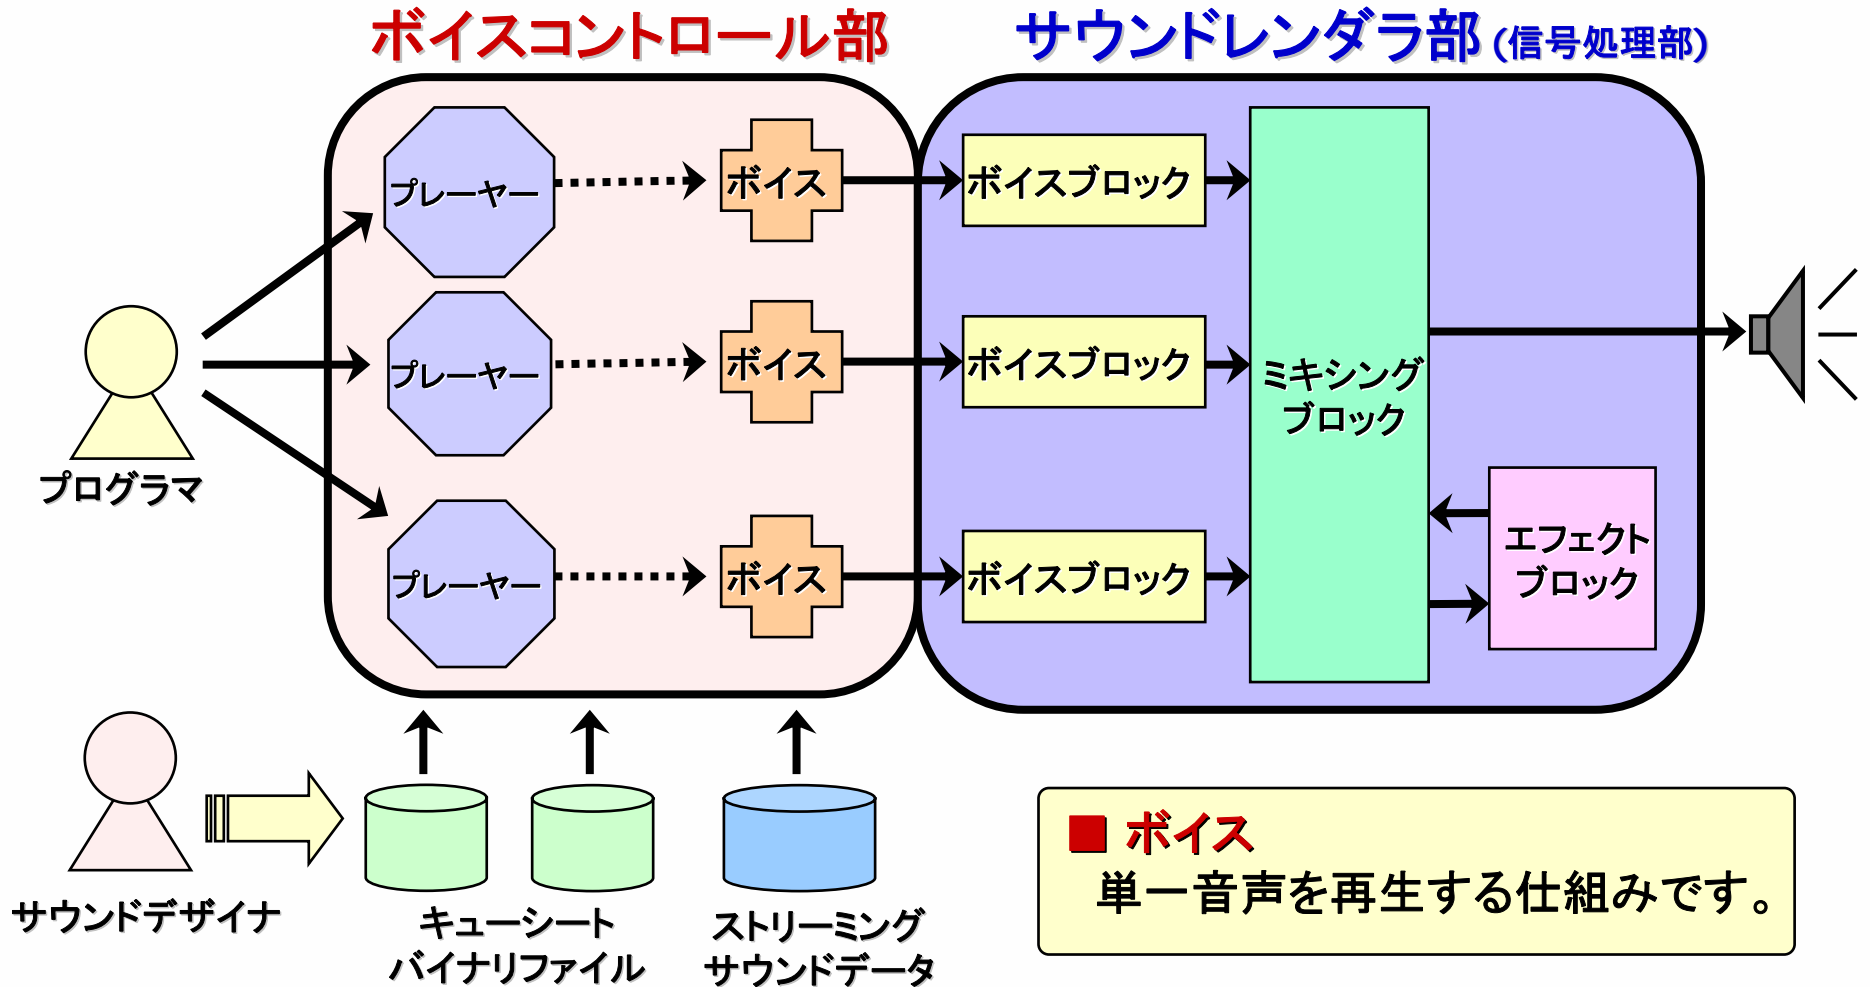 ボイスコントロール部
サウンドレンダラ部 (信号処理部)
プレーヤー
ボイス
ボイスブロック
プレーヤー
ボイス
ボイスブロック
ミキシング
ブロック
プログラマ
プレーヤー
ボイス
ボイスブロック
エフェクト
ブロック
サウンドデザイナ
キューシート
バイナリファイル
ストリーミング
サウンドデータ
■ ボイス
単一音声を再生する仕組みです。